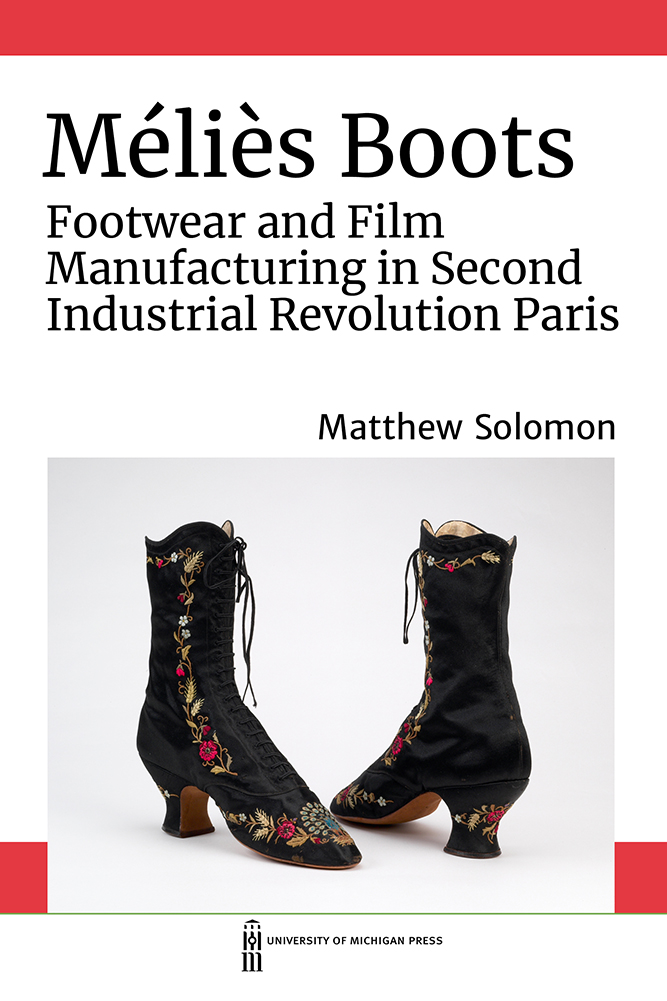 Méliès Boots
Footwear and Film
Manufacturing in Second
Industrial Revolution Paris
Matthew Solomon
UNIVERSITY OF MICHIGAN PRESS